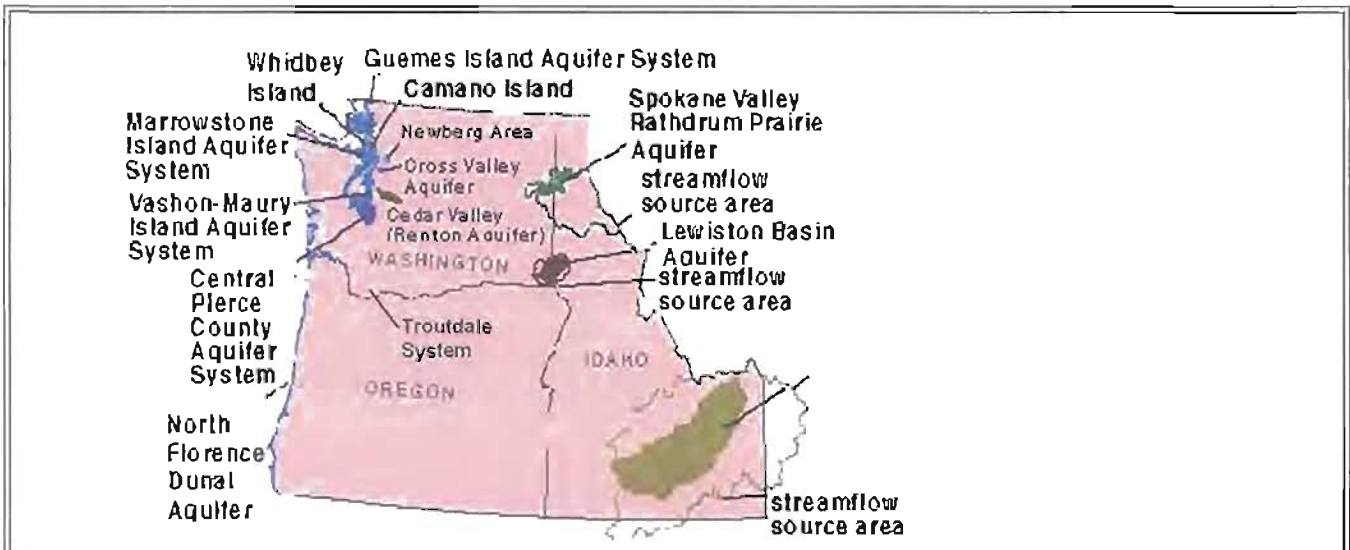 Whidbey
Island
Guemes Island Aquifer System
Camano Island
Marrowstone
Island Aquifer
System
Newberg Area
Cross Valley
Aquifer
Spokane Valley
Rathdrum Prairie
Aquifer
streamflow
source area
Vashon-Maury
Island Aquifer
System
Cedar Valley
(Renton Aquifer)
WASHINGTON
Lewiston Basin
Aquifer
streamflow
source area
Central
Pierce
County
Aquifer
System
Troutdale
System
IDAHO
OREGON
North
Florence
Dunal
Aquifer
streamflow
source area